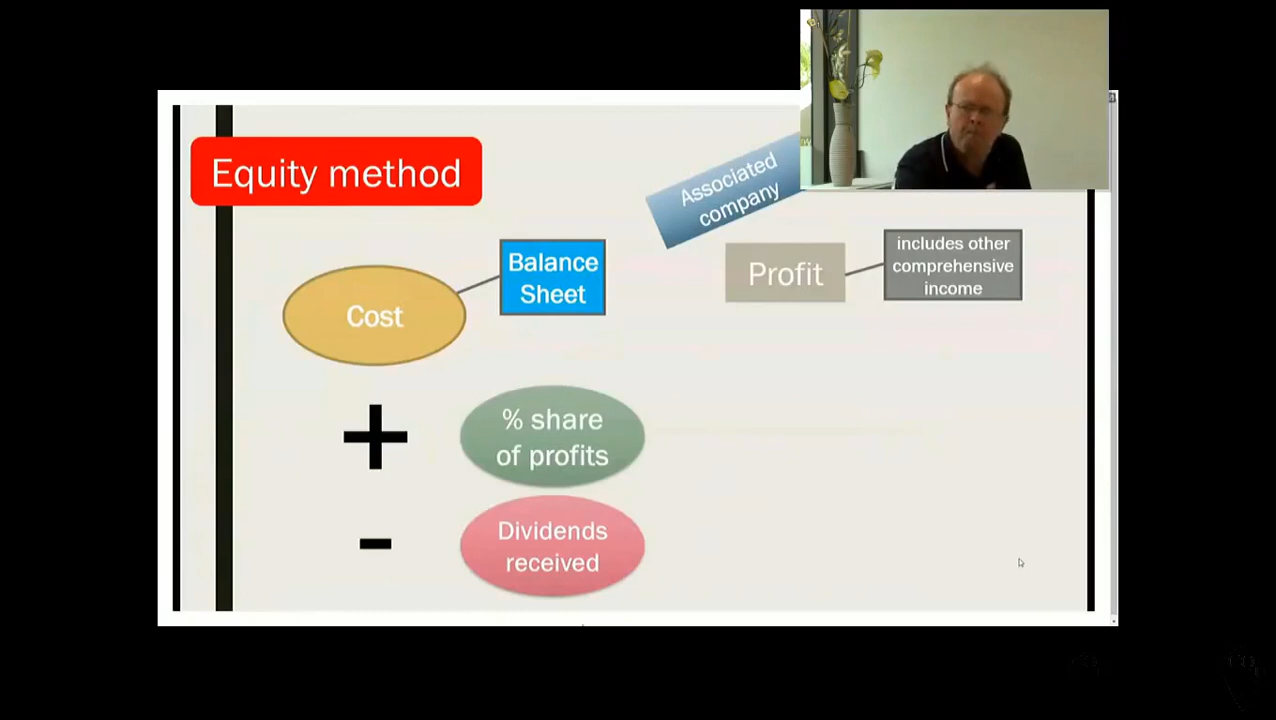 Equity method
Associated
company
Balance
Sheet
Cost
Profit
includes other
comprehensive
income
+
% share
of profits
-
Dividends
received